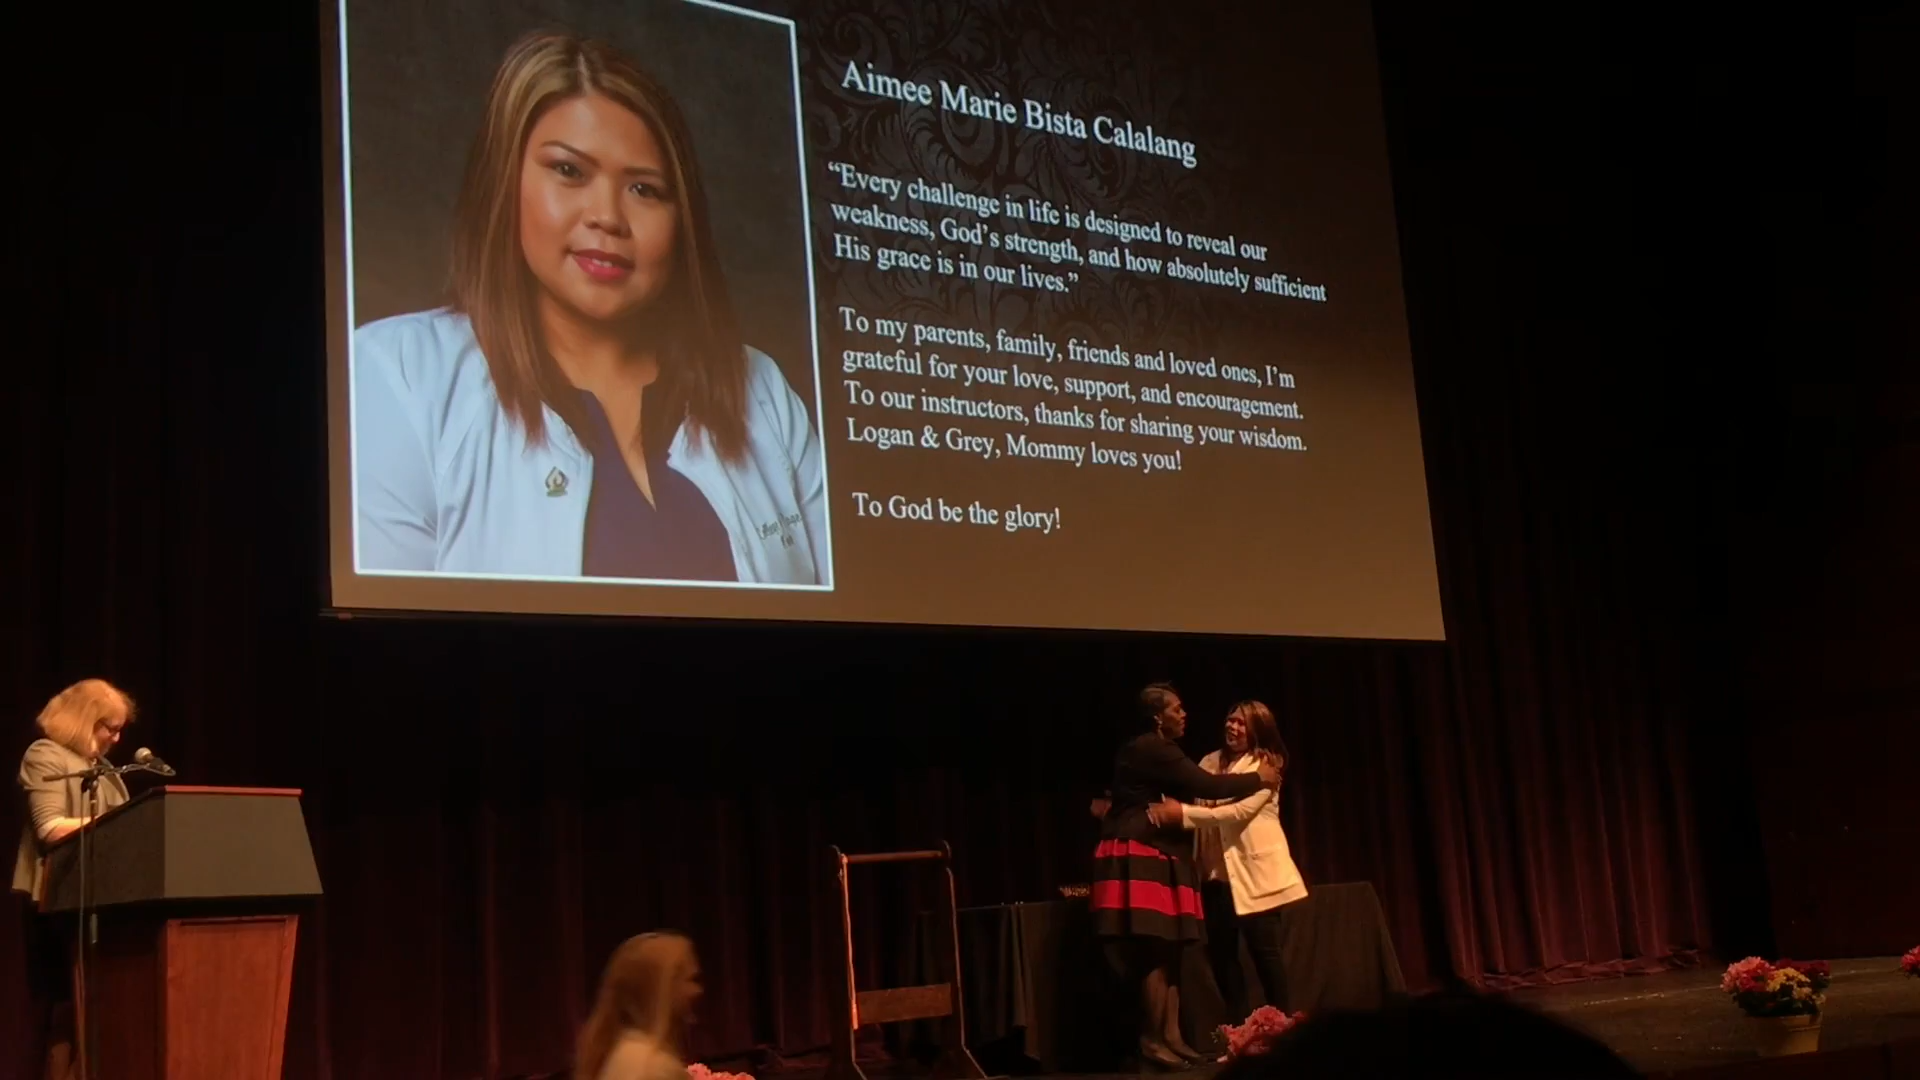 Aimee Marie Bista Calalang
“Every challenge in life is designed to reveal our
weakness, God’s strength, and how absolutely sufficient
His grace is in our lives.”
To my parents, family, friends and loved ones, I’m
grateful for your love, support, and encouragement.
To our instructors, thanks for sharing your wisdom.
Logan & Grey, Mommy loves you!
To God be the glory!